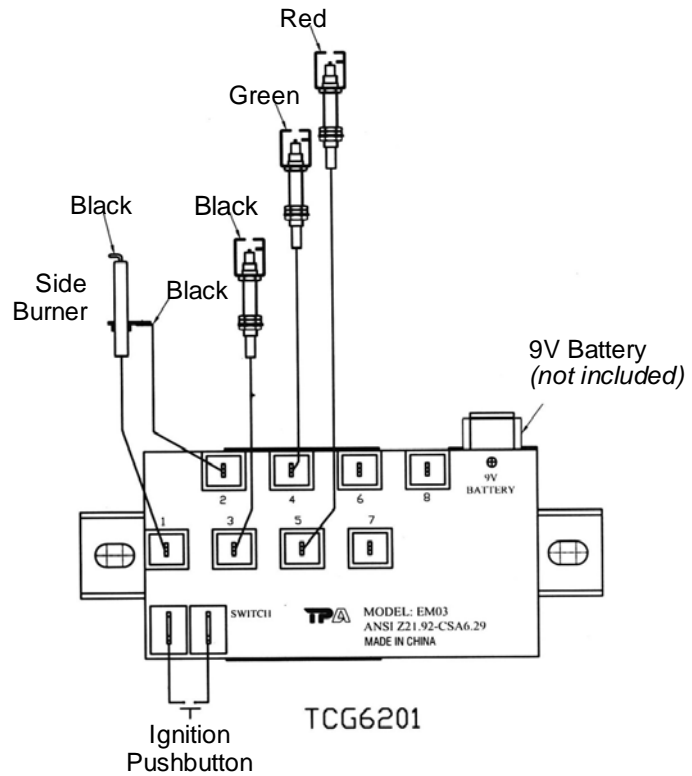 Red
Green
Black
Black
Side
Burner
Black
9V Battery
(not included)
2
4
6
8
9V
BATTERY
1
3
5
7
SWITCH
TPA
MODEL: EM03
ANSI Z21.92-CSA6.29
MADE IN CHINA
Ignition
Pushbutton
TCG6201